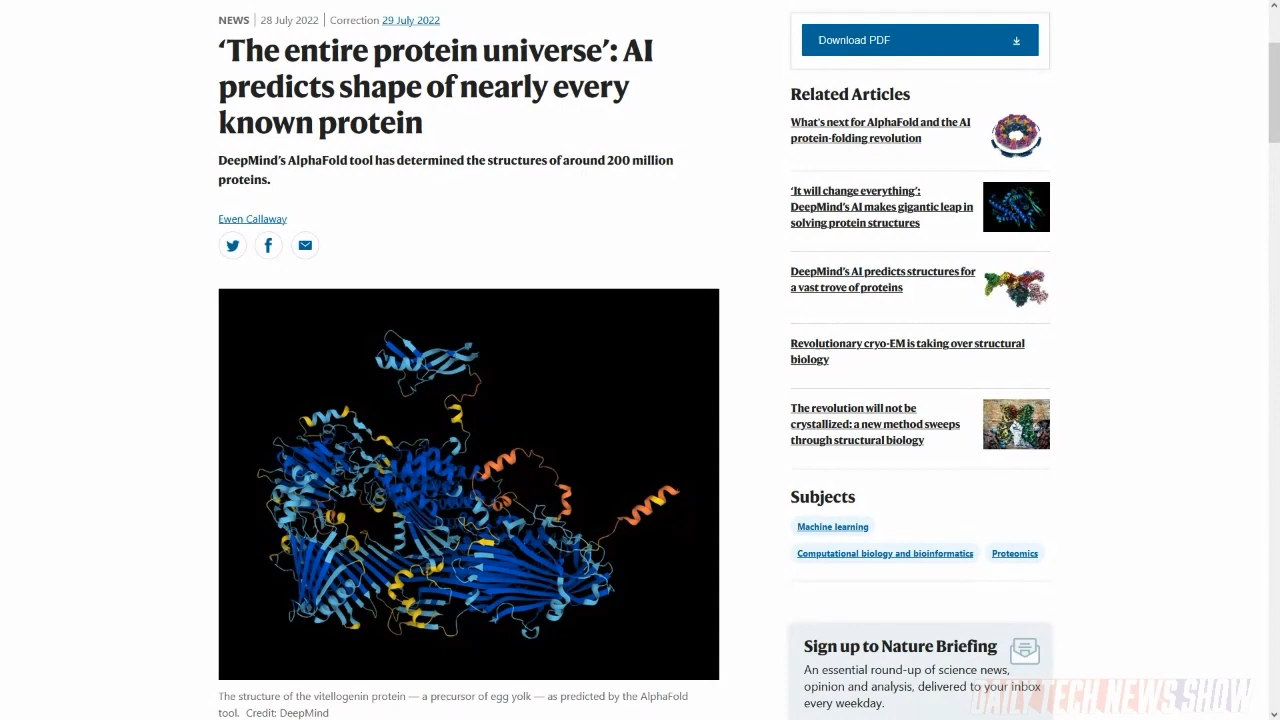 NEWS | 28 July 2022 | Correction 29 July 2022
‘The entire protein universe’: AI
predicts shape of nearly every
known protein
DeepMind’s AlphaFold tool has determined the structures of around 200 million
proteins.
Ewen Callaway
The structure of the vitellogenin protein — a precursor of egg yolk — as predicted by the AlphaFold
tool. Credit: DeepMind
Download PDF
Related Articles
What’s next for AlphaFold and the AI
protein-folding revolution
‘It will change everything’:
DeepMind’s AI makes gigantic leap in
solving protein structures
DeepMind’s AI predicts structures for
a vast trove of proteins
Revolutionary cryo-EM is taking over structural
biology
The revolution will not be
crystallized: a new method sweeps
through structural biology
Subjects
Machine learning
Computational biology and bioinformatics Proteomics
Sign up to Nature Briefing
An essential round-up of science news,
opinion and analysis, delivered to your inbox
every weekday.
DAILY TECH NEWS SHOW